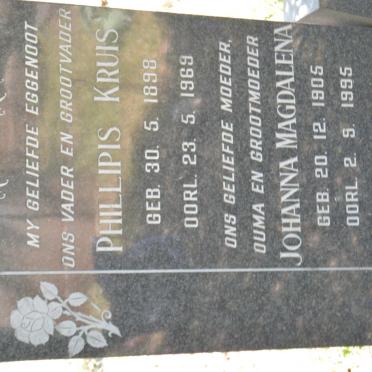 MY GELIEFDE EGGENOOT
ONS VADER EN GROOTVADER
PHILLIPIS KRUIS
GEB. 30. 5. 1898
OORL. 23. 5. 1969
ONS GELIEFDE MOEDER,
OUMA EN GROOTMOEDER
JOHANNA MAGDALENA
GEB. 20. 12. 1905
OORL. 2. 9. 1995